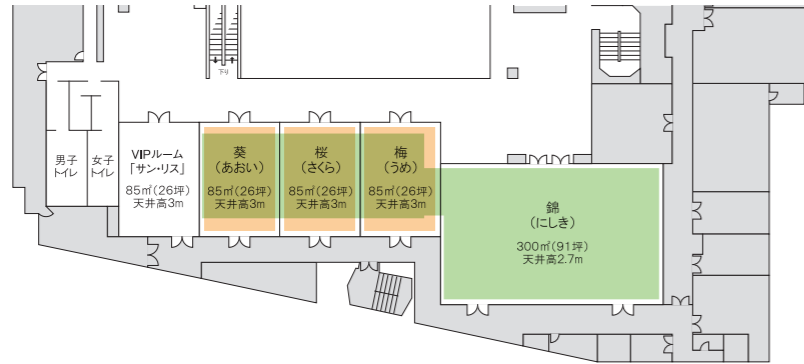 下り
男子
トイレ
女子
トイレ
VIPルーム
「サン・リス」
85㎡(26坪)
天井高3m
葵
(あおい)
85㎡(26坪)
天井高3m
桜
(さくら)
85㎡(26坪)
天井高3m
梅
(うめ)
85㎡(26坪)
天井高3m
錦
(にしき)
300㎡(91坪)
天井高2.7m